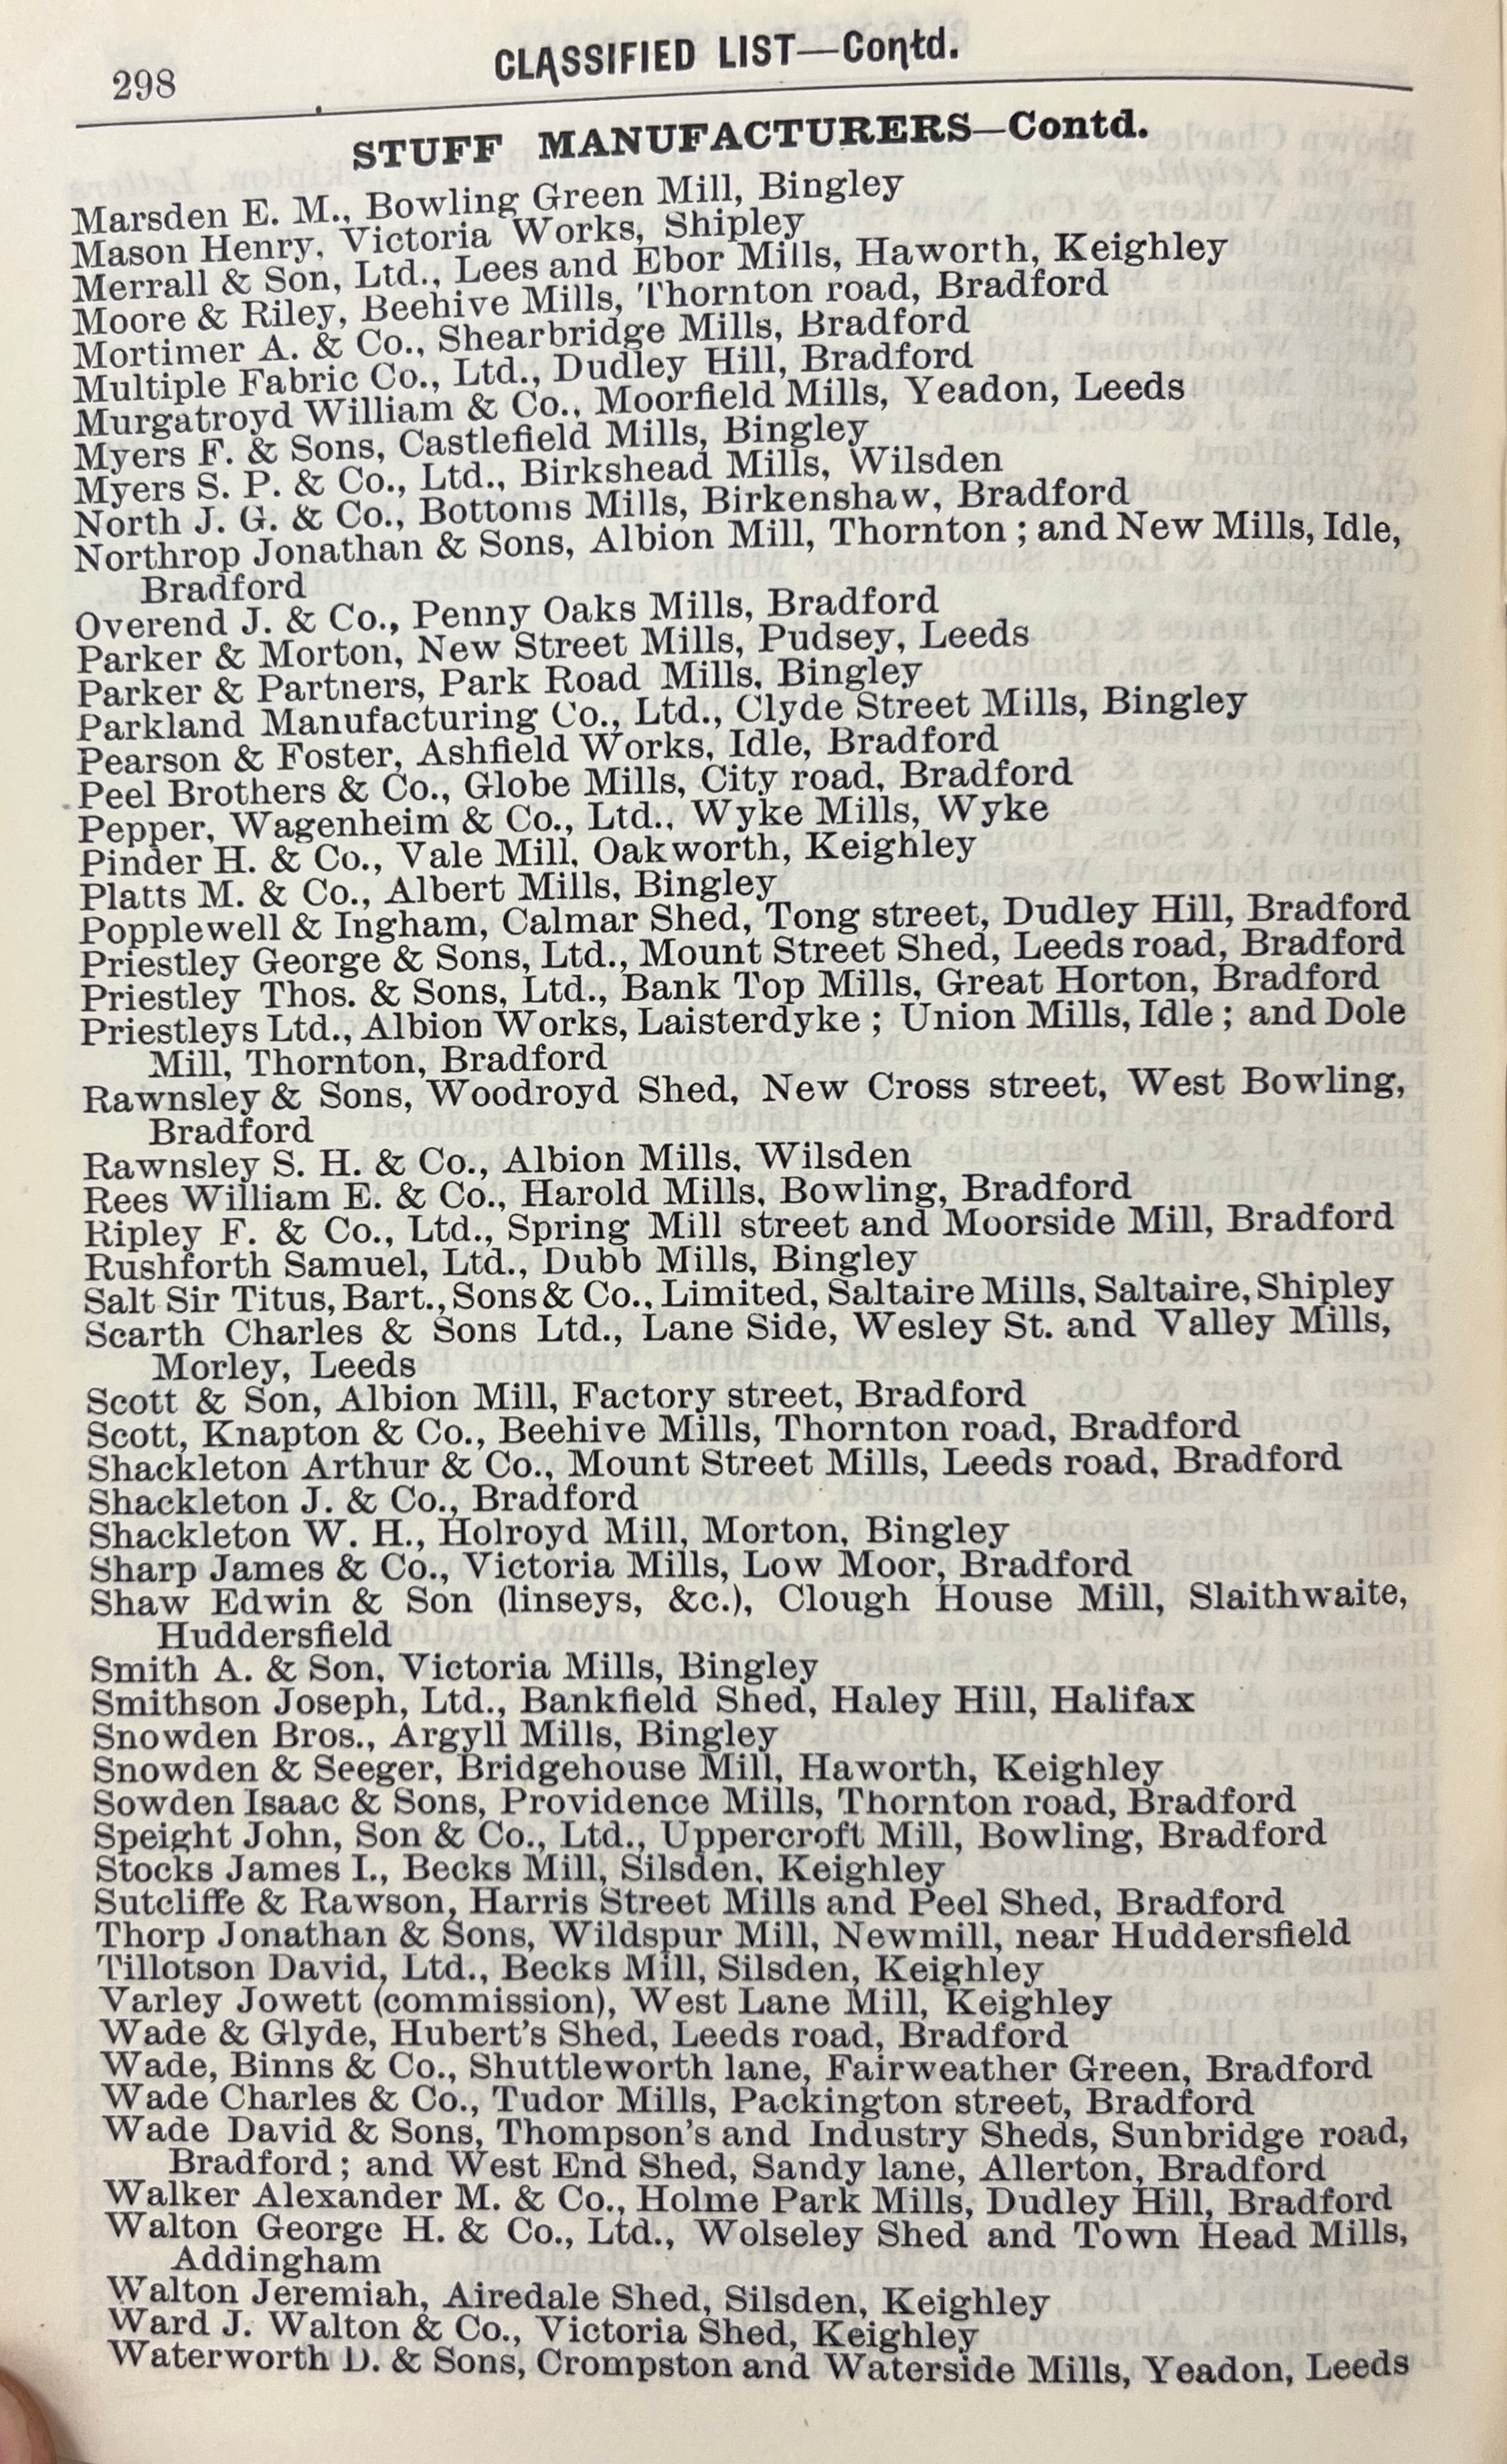 298
CLASSIFIED LIST—Contd.
STUFF MANUFACTURERS—Contd.
Marsden E. M., Bowling Green Mill, Bingley
Mason Henry, Victoria Works, Shipley
Merrall & Son, Ltd., Lees and Ebor Mills, Haworth, Keighley
Moore & Riley, Beehive Mills, Thornton road, Bradford
Mortimer A. & Co., Shearbridge Mills, Bradford
Multiple Fabric Co., Ltd., Dudley Hill, Bradford
Murgatroyd William & Co., Moorfield Mills, Yeadon, Leeds
Myers F. & Sons, Castlefield Mills, Bingley
Myers S. P. & Co., Ltd., Birkshead Mills, Wilsden
North J. G. & Co., Bottoms Mills, Birkenshaw, Bradford
Northrop Jonathan & Sons, Albion Mill, Thornton ; and New Mills, Idle,
Bradford
Overend J. & Co., Penny Oaks Mills, Bradford
Parker & Morton, New Street Mills, Pudsey, Leeds
Parker & Partners, Park Road Mills, Bingley
Parkland Manufacturing Co., Ltd., Clyde Street Mills, Bingley
Pearson & Foster, Ashfield Works, Idle, Bradford
Peel Brothers & Co., Globe Mills, City road, Bradford
Pepper, Wagenheim & Co., Ltd., Wyke Mills, Wyke
Pinder H. & Co., Vale Mill, Oakworth, Keighley
Platts M. & Co., Albert Mills, Bingley
Popplewell & Ingham, Calmar Shed, Tong street, Dudley Hill, Bradford
Priestley George & Sons, Ltd., Mount Street Shed, Leeds road, Bradford
Priestley Thos. & Sons, Ltd., Bank Top Mills, Great Horton, Bradford
Priestleys Ltd., Albion Works, Laisterdyke ; Union Mills, Idle ; and Dole
Mill, Thornton, Bradford
Rawnsley & Sons, Woodroyd Shed, New Cross street, West Bowling,
Bradford
Rawnsley S. H. & Co., Albion Mills, Wilsden
Rees William E. & Co., Harold Mills, Bowling, Bradford
Ripley F. & Co., Ltd., Spring Mill street and Moorside Mill, Bradford
Rushforth Samuel, Ltd., Dubb Mills, Bingley
Salt Sir Titus, Bart., Sons & Co., Limited, Saltaire Mills, Saltaire, Shipley
Scarth Charles & Sons Ltd., Lane Side, Wesley St. and Valley Mills,
Morley, Leeds
Scott & Son, Albion Mill, Factory street, Bradford
Scott, Knapton & Co., Beehive Mills, Thornton road, Bradford
Shackleton Arthur & Co., Mount Street Mills, Leeds road, Bradford
Shackleton J. & Co., Bradford
Shackleton W. H., Holroyd Mill, Morton, Bingley
Sharp James & Co., Victoria Mills, Low Moor, Bradford
Shaw Edwin & Son (linseys, &c.), Clough House Mill, Slaithwaite,
Huddersfield
Smith A. & Son, Victoria Mills, Bingley
Smithson Joseph, Ltd., Bankfield Shed, Haley Hill, Halifax
Snowden Bros., Argyll Mills, Bingley
Snowden & Seeger, Bridgehouse Mill, Haworth, Keighley
Sowden Isaac & Sons, Providence Mills, Thornton road, Bradford
Speight John, Son & Co., Ltd., Uppercroft Mill, Bowling, Bradford
Stocks James I., Becks Mill, Silsden, Keighley
Sutcliffe & Rawson, Harris Street Mills and Peel Shed, Bradford
Thorp Jonathan & Sons, Wildspur Mill, Newmill, near Huddersfield
Tillotson David, Ltd., Becks Mill, Silsden, Keighley
Varley Jowett (commission), West Lane Mill, Keighley
Wade & Glyde, Hubert's Shed, Leeds road, Bradford
Wade, Binns & Co., Shuttleworth lane, Fairweather Green, Bradford
Wade Charles & Co., Tudor Mills, Packington street, Bradford
Wade David & Sons, Thompson's and Industry Sheds, Sunbridge road,
Bradford ; and West End Shed, Sandy lane, Allerton, Bradford
Walker Alexander M. & Co., Holme Park Mills, Dudley Hill, Bradford
Walton George H. & Co., Ltd., Wolseley Shed and Town Head Mills,
Addingham
Walton Jeremiah, Airedale Shed, Silsden, Keighley
Ward J. Walton & Co., Victoria Shed, Keighley
Waterworth D. & Sons, Crompston and Waterside Mills, Yeadon, Leeds